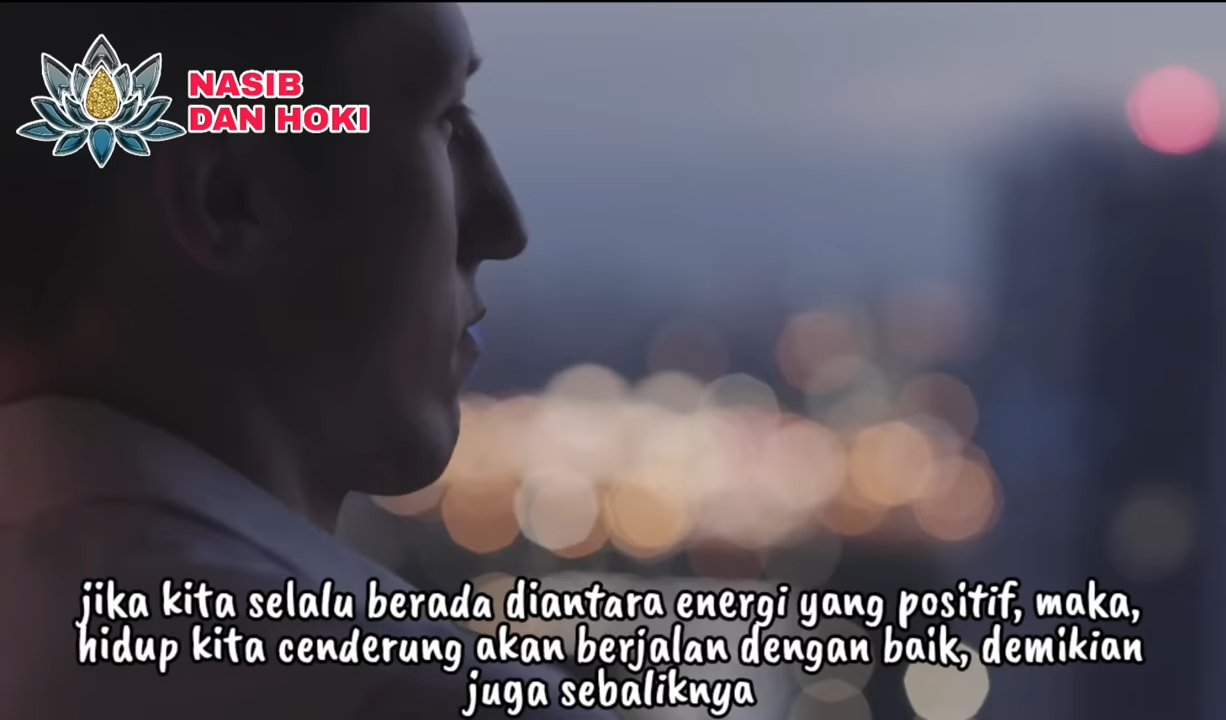 NASIB
DAN HOKI
jika kita selalu berada diantara energi yang positif, maka,
hidup kita cenderung akan berjalan dengan baik, demikian
juga sebaliknya